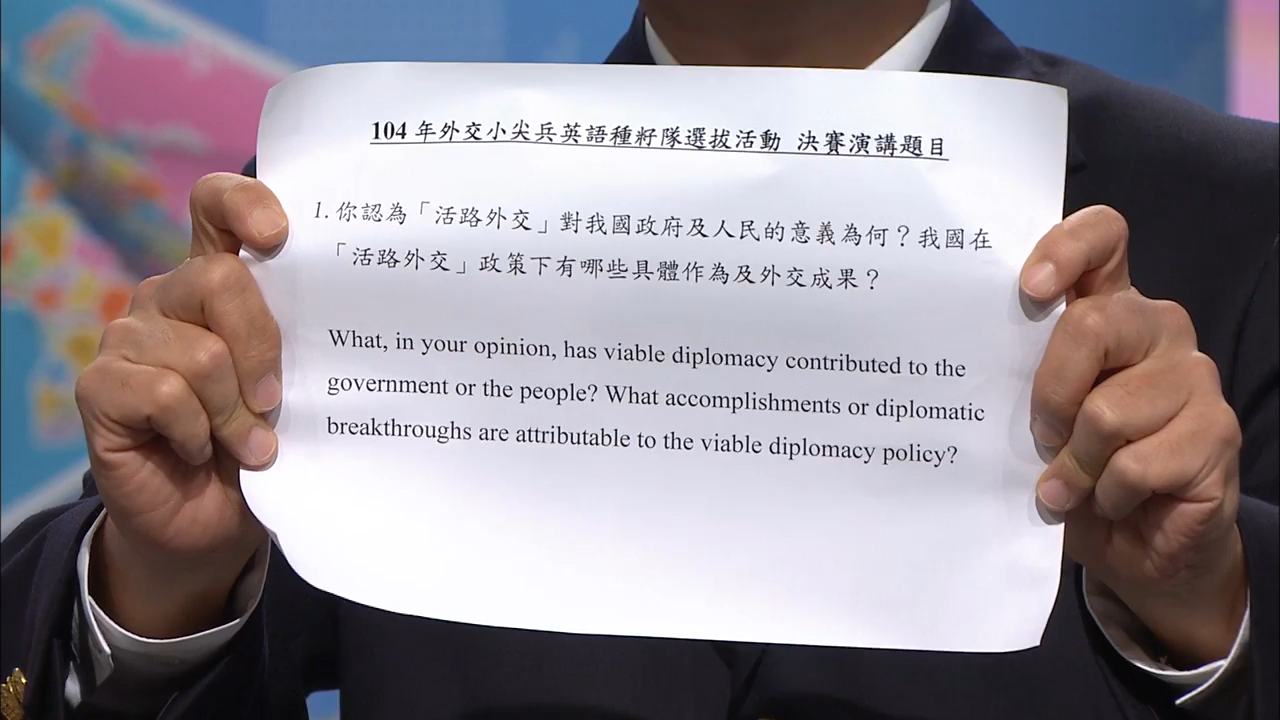 104 年外交小尖兵英語種籽隊選拔活動 決賽演講題目
1. 你認為「活路外交」對我國政府及人民的意義為何？我國在
「活路外交」政策下有哪些具體作為及外交成果？
What, in your opinion, has viable diplomacy contributed to the
government or the people? What accomplishments or diplomatic
breakthroughs are attributable to the viable diplomacy policy?